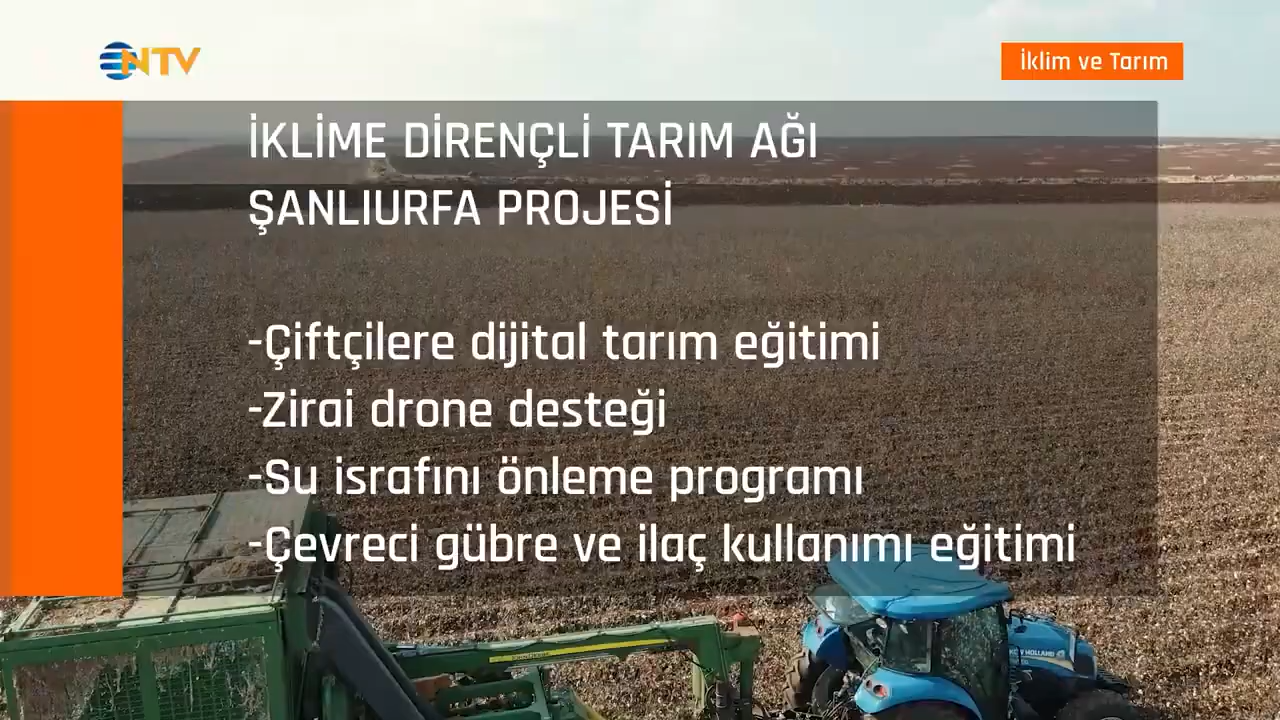 NTV
İklim ve Tarım
İKLİME DİRENÇLİ TARIM AĞI
ŞANLIURFA PROJESİ
-Çiftçilere dijital tarım eğitimi
-Zirai drone desteği
-Su israfını önleme programı
-Çevreci gübre ve ilaç kullanımı eğitimi